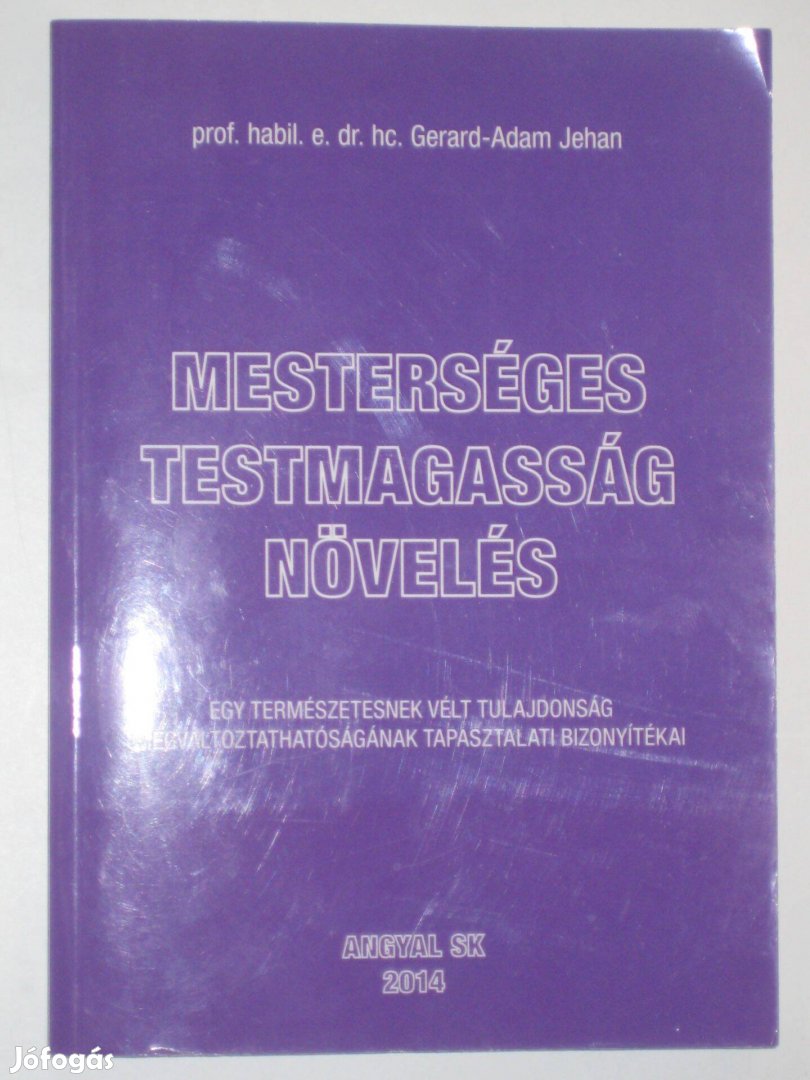 prof. habil. e. dr. hc. Gerard-Adam Jehan
MESTERSÉGES
TESTMAGASSÁG
NÖVELÉS
EGY TERMÉSZETESNEK VÉLT TULAJDONSÁG
MEGVÁLTOZTATHATÓSÁGÁNAK TAPASZTALATI BIZONYÍTÉKAI
ANGYAL SK
2014
Jófogás